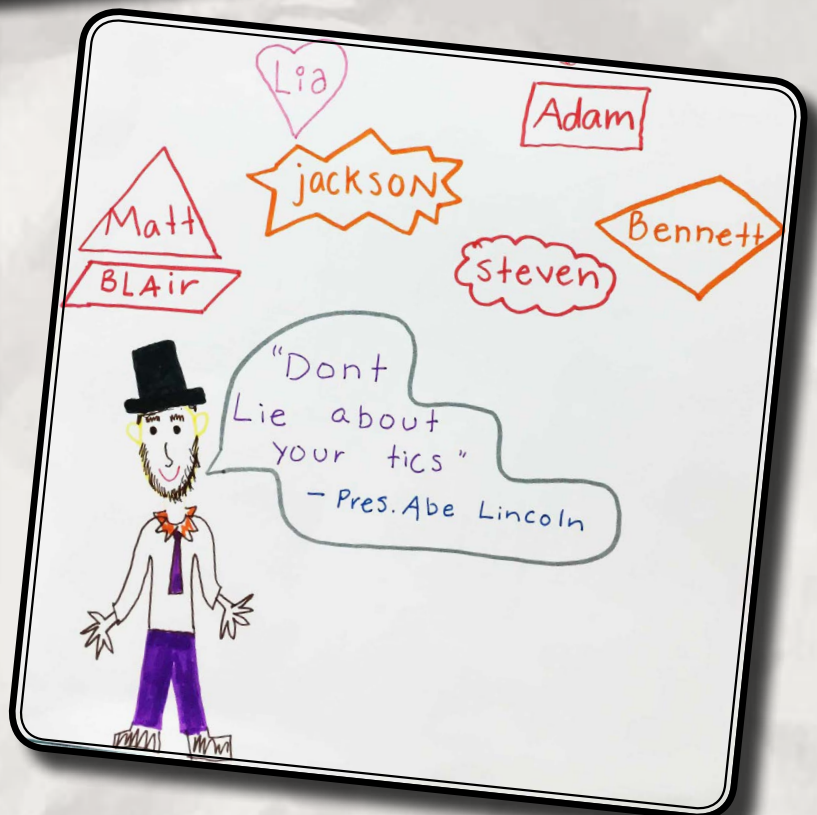 Lia
Adam
jackson
Matt
Bennett
Steven
BLAir
"Dont
Lie about
your tics"
- Pres. Abe Lincoln